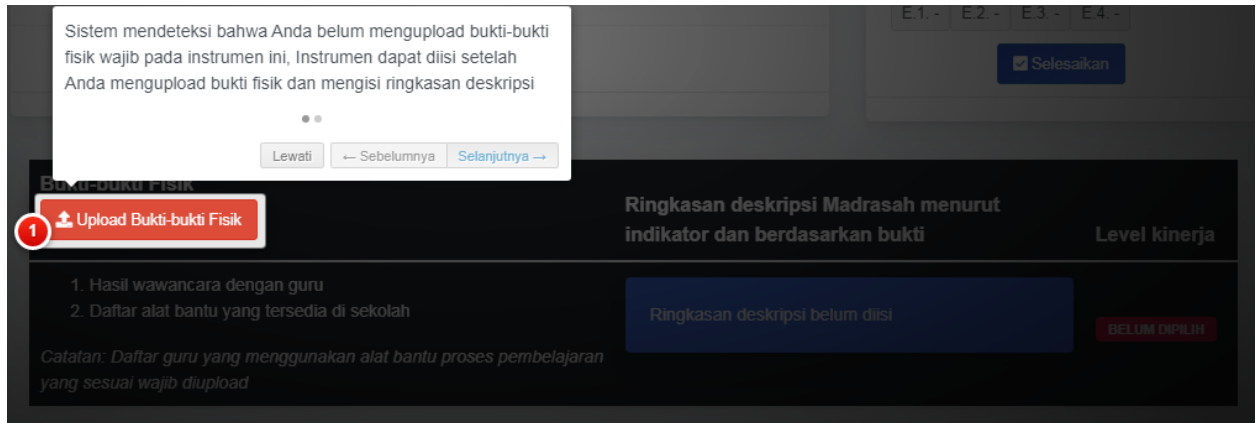 Sistem mendeteksi bahwa Anda belum mengupload bukti-bukti
fisik wajib pada instrumen ini, Instrumen dapat diisi setelah
Anda mengupload bukti fisik dan mengisi ringkasan deskripsi
Lewati
← Sebelumnya
Selanjutnya →
E.1. -
E.2. -
E.3. -
E.4. -
Selesaikan
Bukti-bukti Fisik
1
Upload Bukti-bukti Fisik
Ringkasan deskripsi Madrasah menurut
indikator dan berdasarkan bukti
Level kinerja
1. Hasil wawancara dengan guru
2. Daftar alat bantu yang tersedia di sekolah
Catatan: Daftar guru yang menggunakan alat bantu proses pembelajaran
yang sesuai wajib diupload
Ringkasan deskripsi belum diisi
BELUM DIPILIH